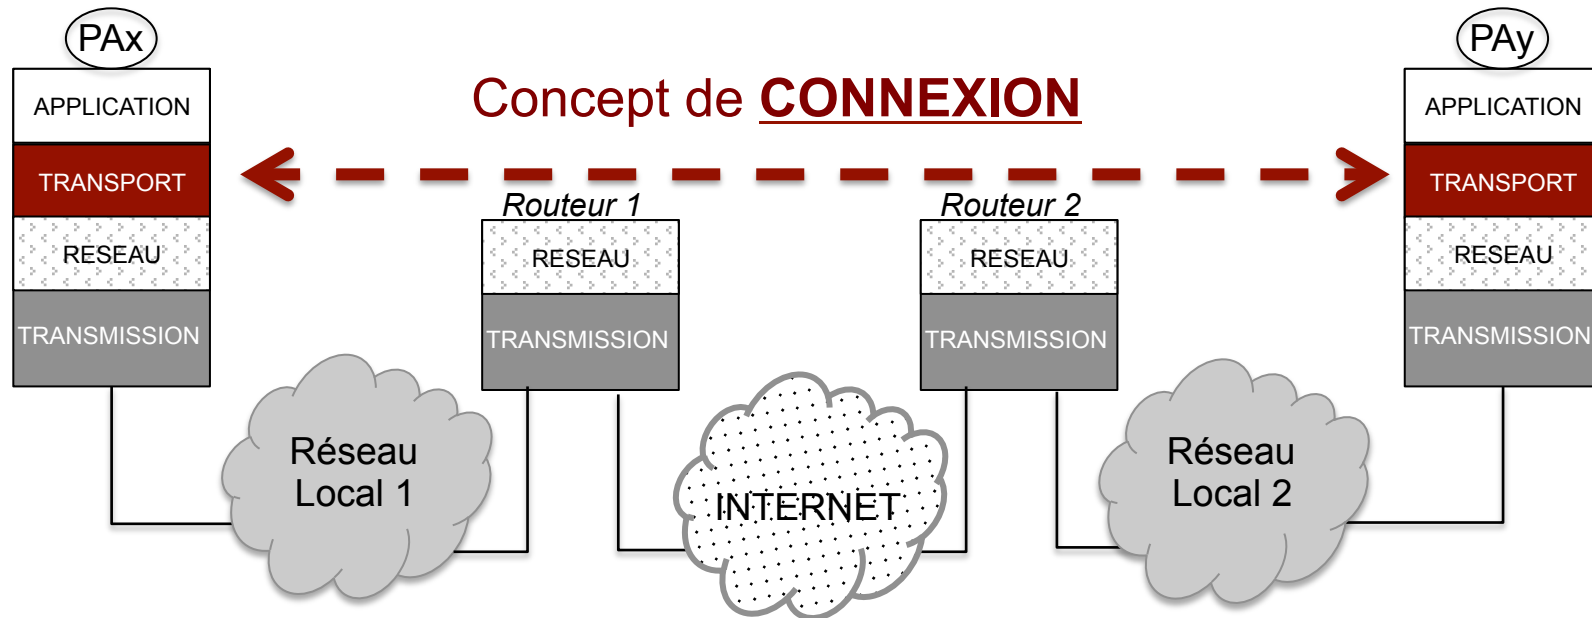 PAx
PAy
Concept de CONNEXION
APPLICATION
TRANSPORT
RESEAU
TRANSMISSION
Routeur 1
RESEAU
TRANSMISSION
Routeur 2
RESEAU
TRANSMISSION
APPLICATION
TRANSPORT
RESEAU
TRANSMISSION
Réseau
Local 1
INTERNET
Réseau
Local 2